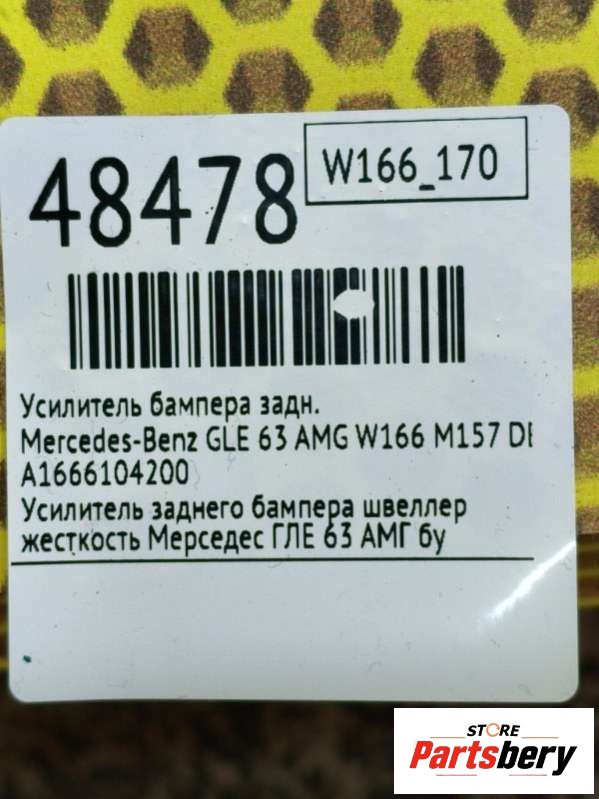 48478
W166_170
Усилитель бампера задн.
Mercedes-Benz GLE 63 AMG W166 M157 DE
A1666104200
Усилитель заднего бампера швеллер
жесткость Мерседес ГЛЕ 63 АМГ бу
STORE
Partsbery